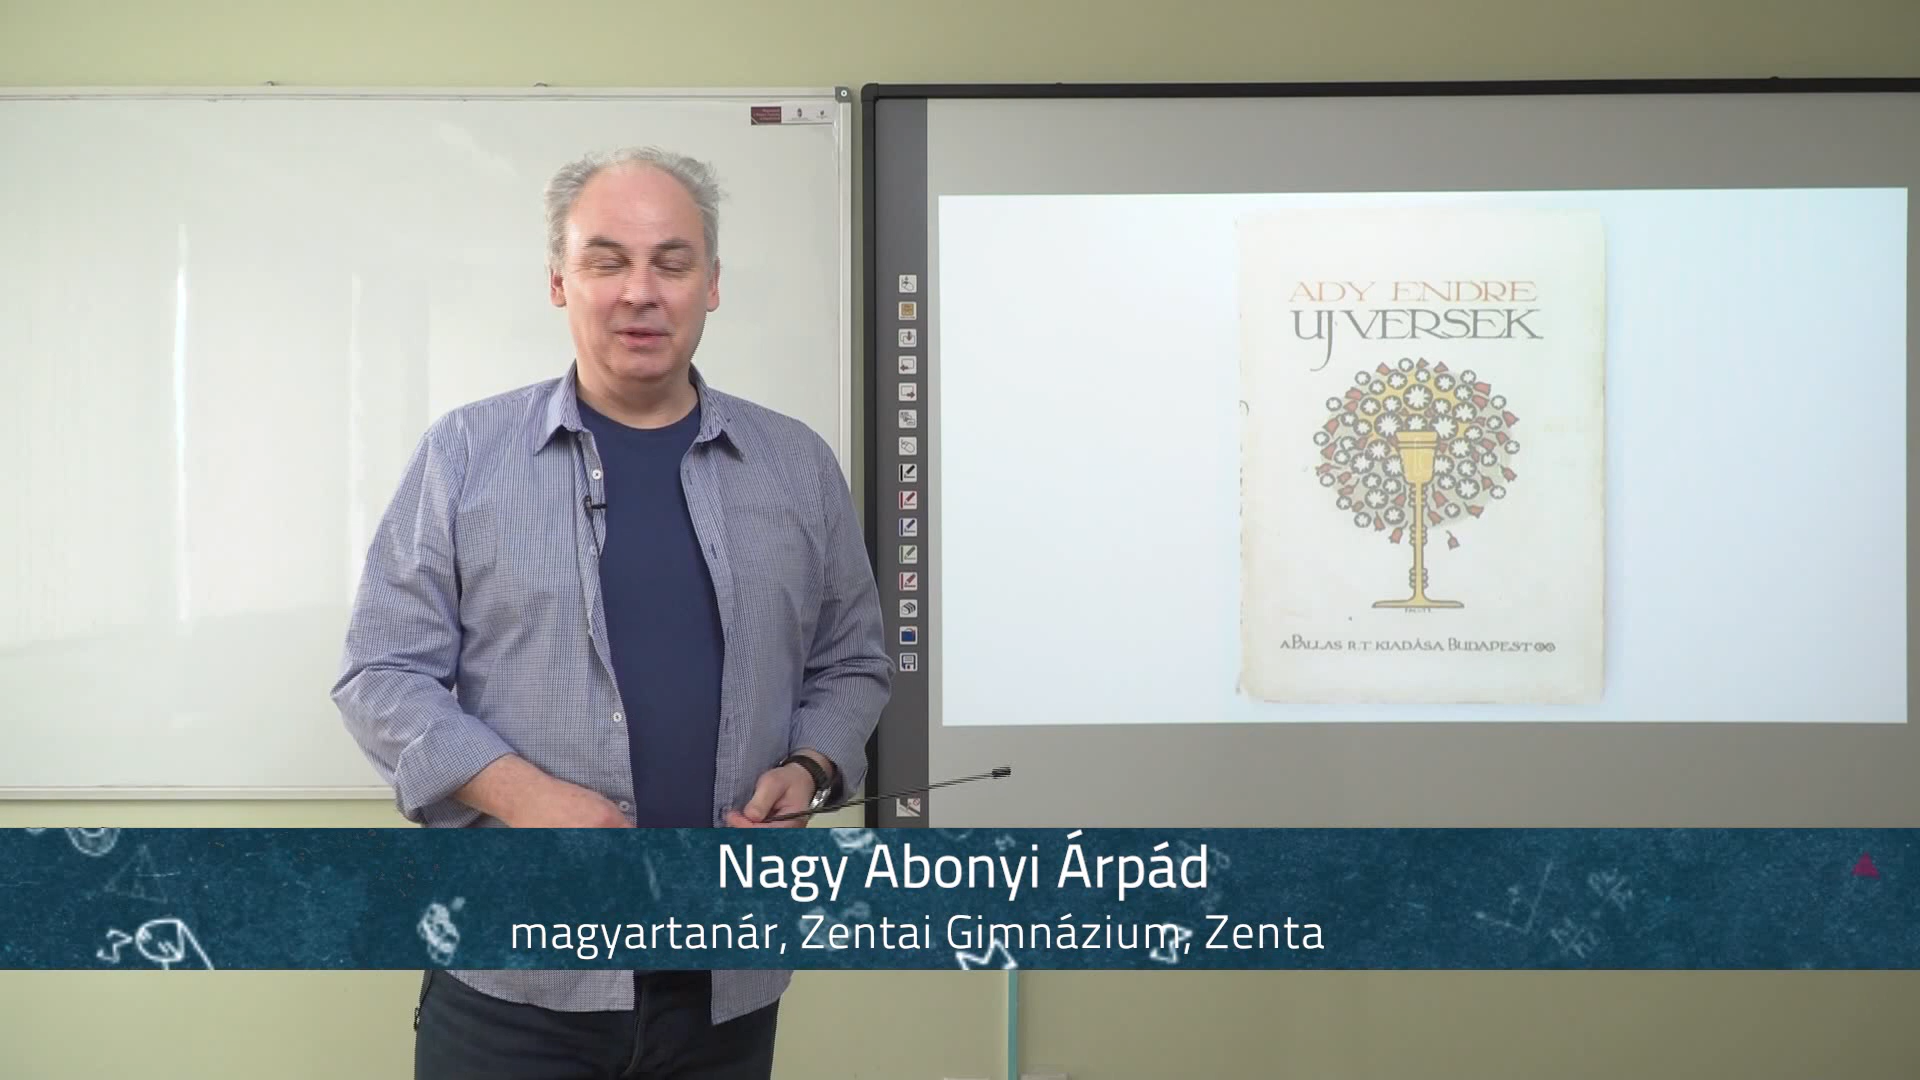 ADY ENDRE
UJ VERSEK
A PALLAS R.T. KIADÁSA BUDAPEST
Nagy Abonyi Árpád
magyartanár, Zentai Gimnázium, Zenta